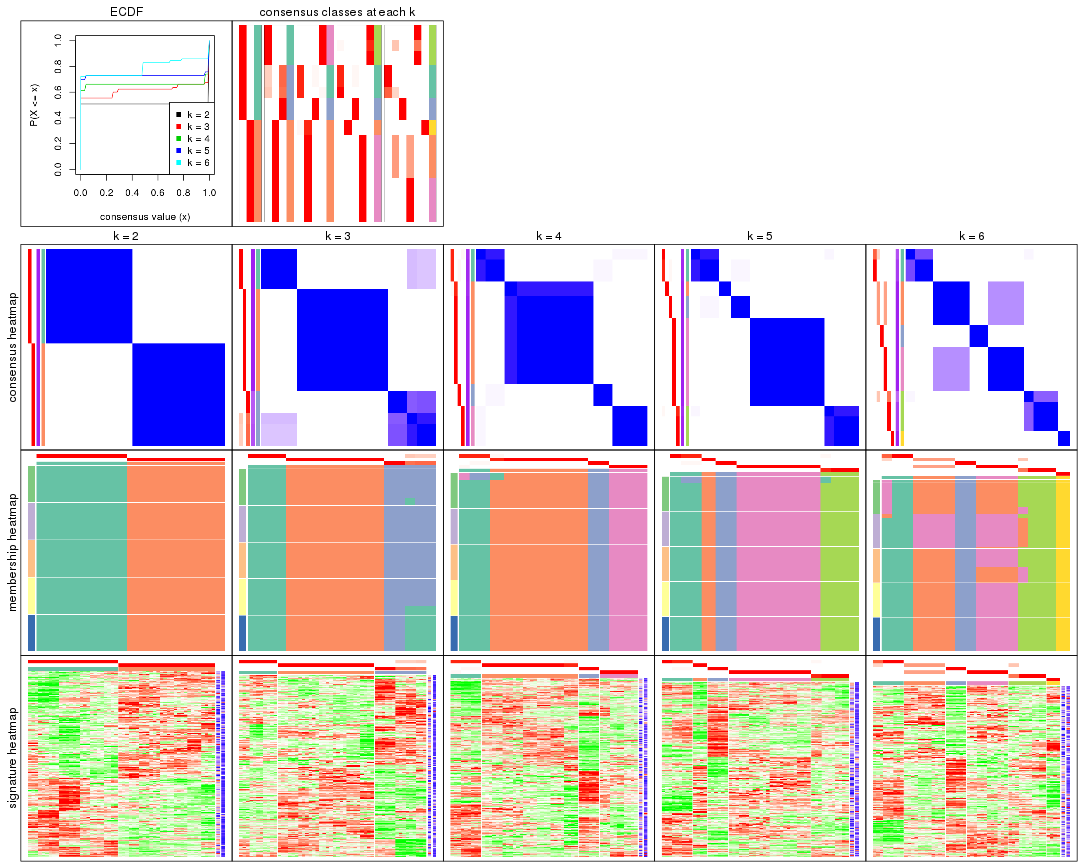 ECDF
consensus classes at each k
P(X <= x)
0.0 0.2 0.4 0.6 0.8 1.0
k = 2
k = 3
k = 4
k = 5
k = 6
0.0 0.2 0.4 0.6 0.8 1.0
consensus value (x)
k = 2
k = 3
k = 4
k = 5
k = 6
consensus heatmap
membership heatmap
signature heatmap